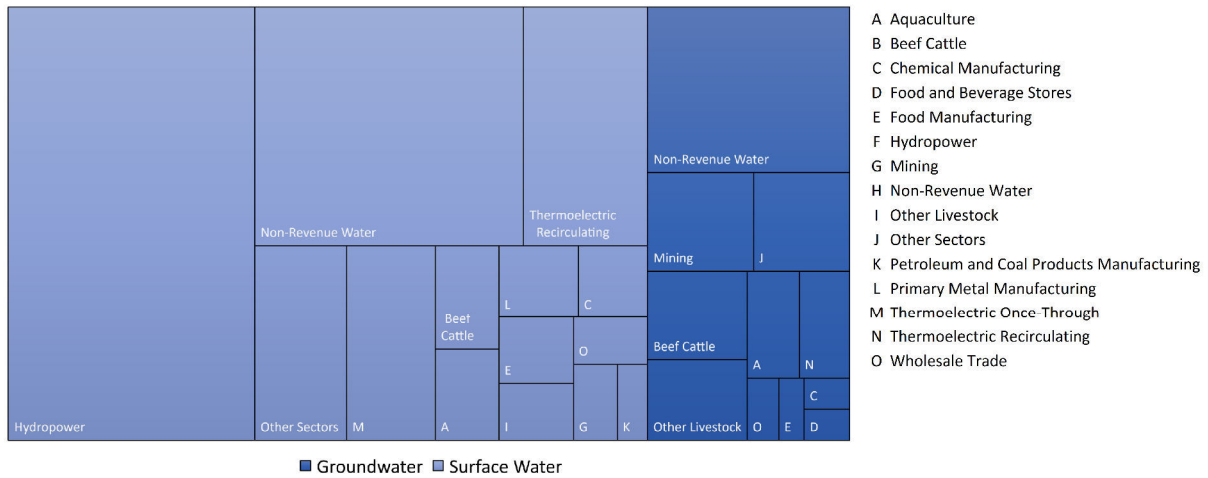 Hydropower
Non-Revenue Water
Thermoelectric
Recirculating
Other Sectors
M
Beef
Cattle
A
L
C
E
O
I
G
K
Non-Revenue Water
Mining
J
Beef Cattle
A
N
Other Livestock
O
E
C
D
A Aquaculture
B Beef Cattle
C Chemical Manufacturing
D Food and Beverage Stores
E Food Manufacturing
F Hydropower
G Mining
H Non-Revenue Water
I Other Livestock
J Other Sectors
K Petroleum and Coal Products Manufacturing
L Primary Metal Manufacturing
M Thermoelectric Once-Through
N Thermoelectric Recirculating
O Wholesale Trade
Groundwater Surface Water